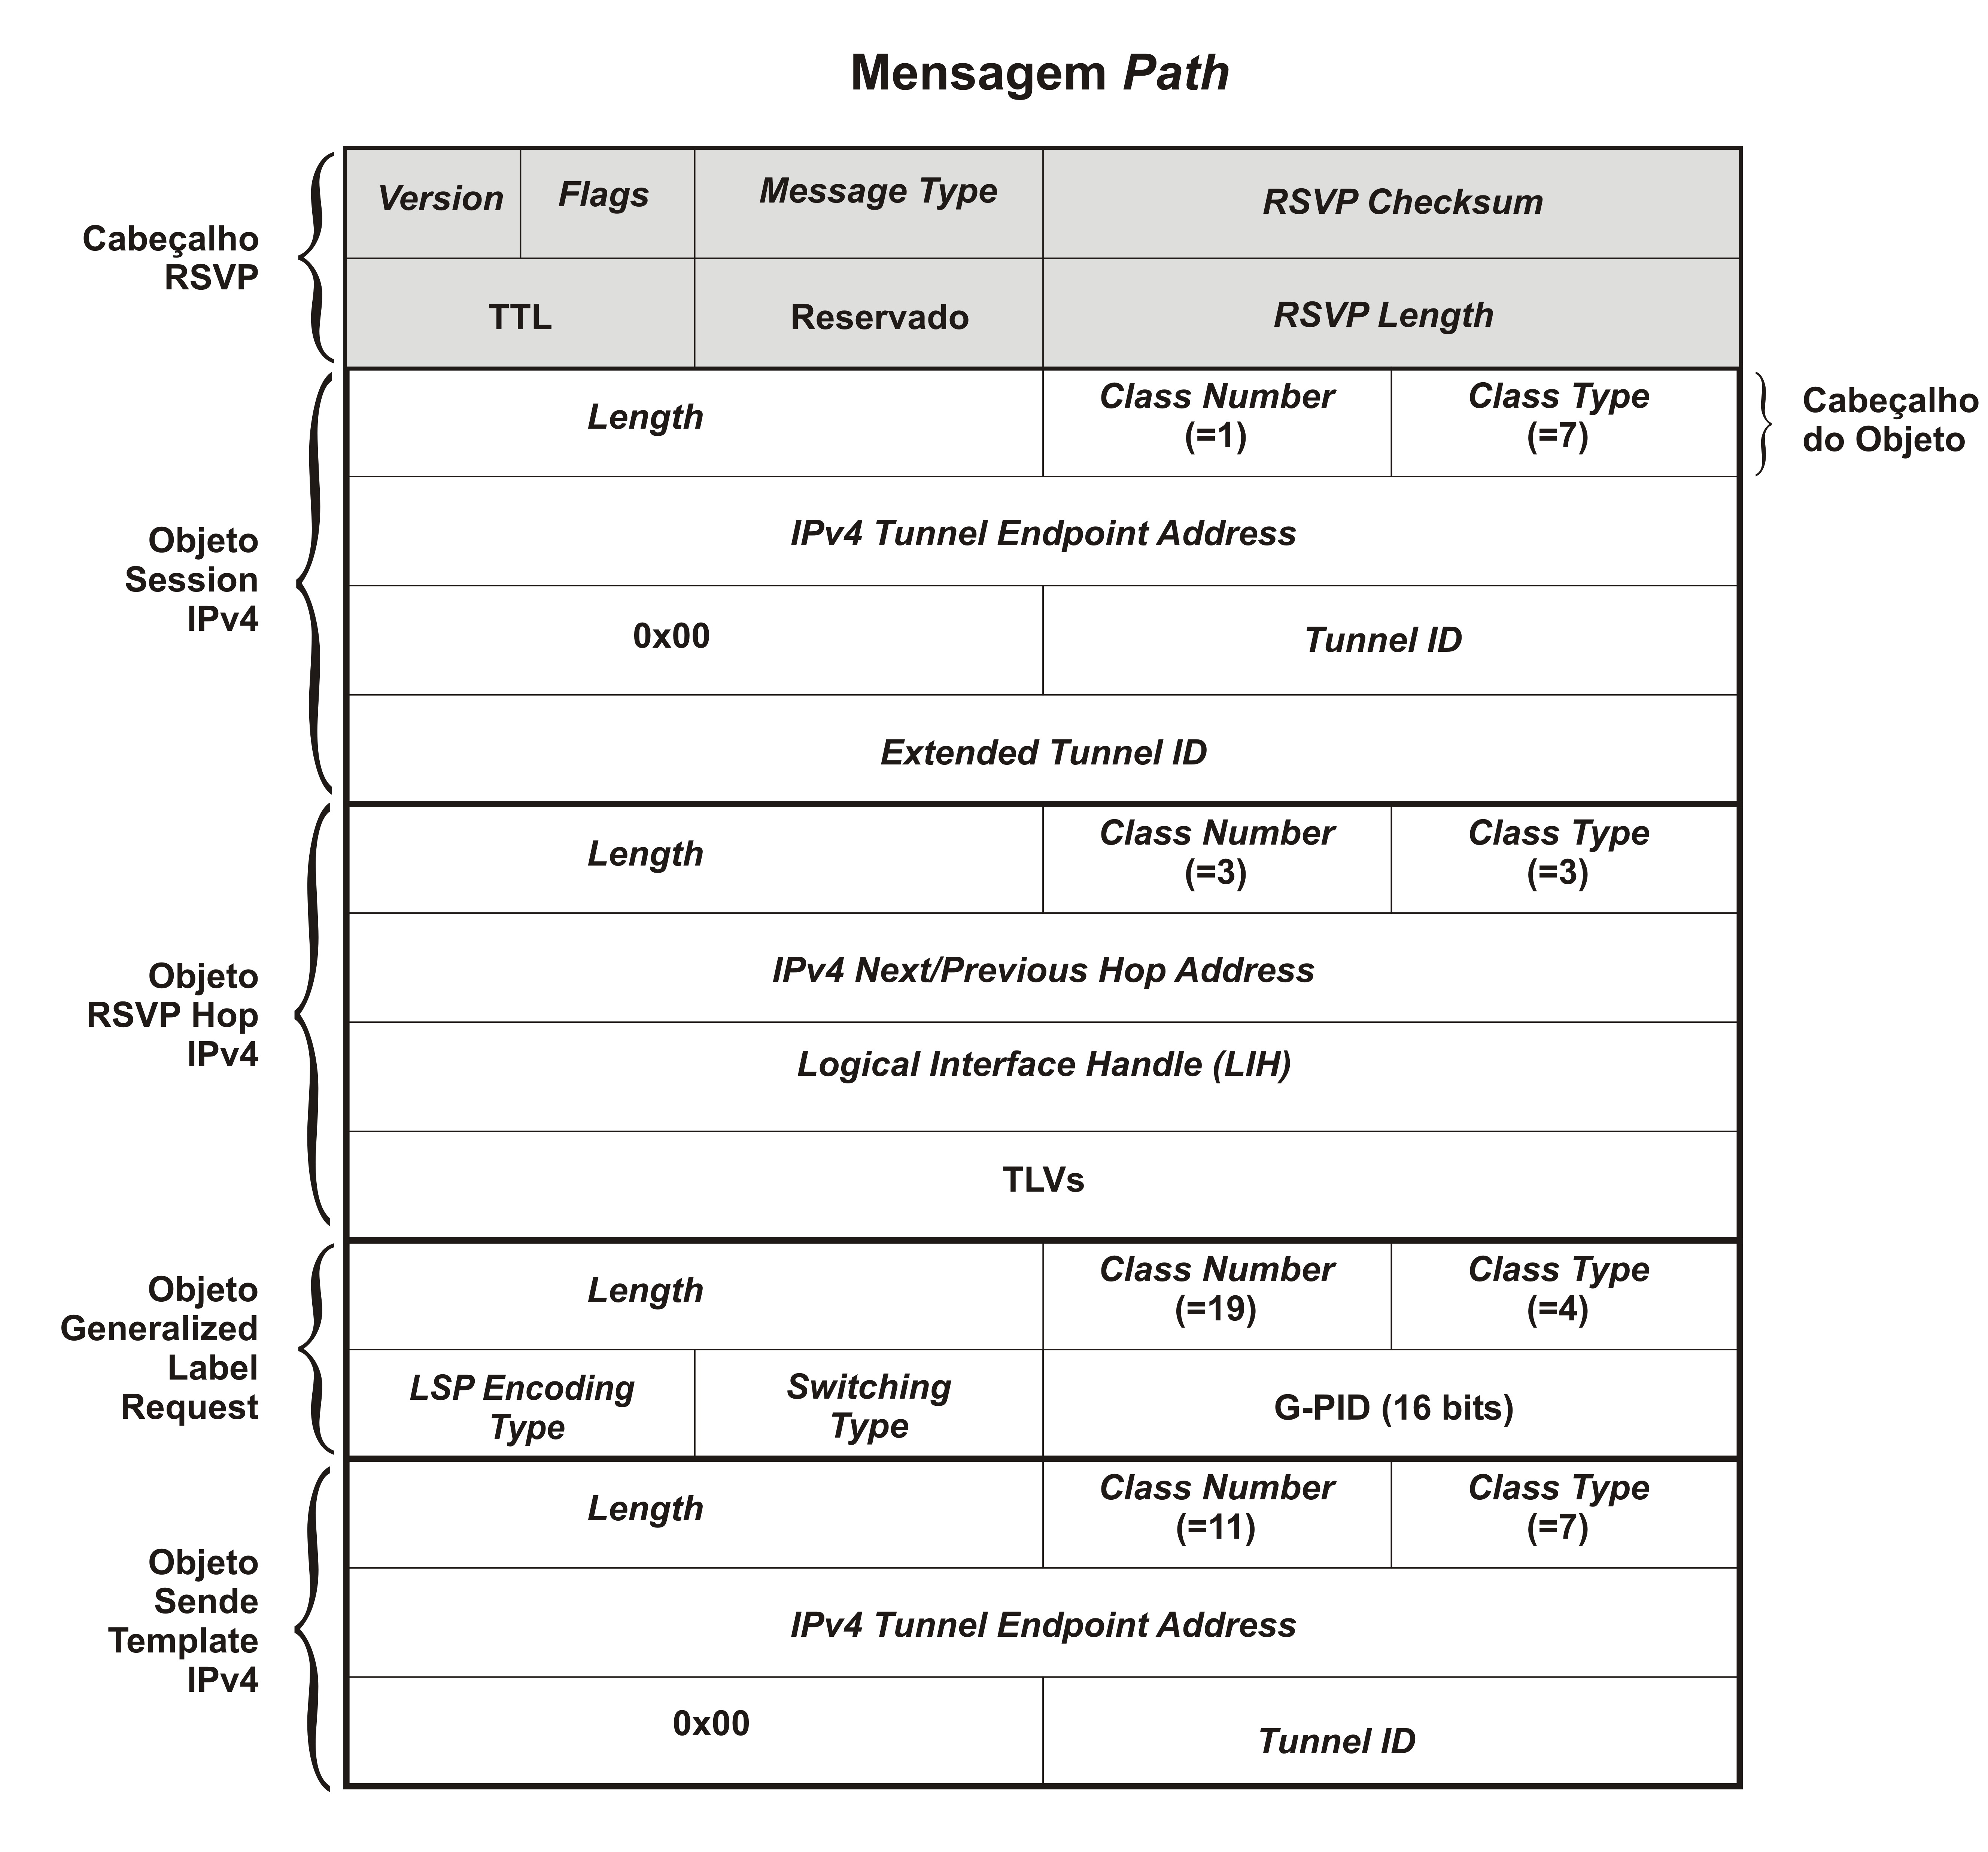 Mensagem Path
Version
Flags
Message Type
RSVP Checksum
Cabeçalho
RSVP
TTL
Reservado
RSVP Length
Length
Class Number
(=1)
Class Type
(=7)
Cabeçalho
do Objeto
Objeto
Session
IPv4
IPv4 Tunnel Endpoint Address
0x00
Tunnel ID
Extended Tunnel ID
Length
Class Number
(=3)
Class Type
(=3)
Objeto
RSVP Hop
IPv4
IPv4 Next/Previous Hop Address
Logical Interface Handle (LIH)
TLVs
Objeto
Generalized
Label
Request
Length
Class Number
(=19)
Class Type
(=4)
LSP Encoding
Type
Switching
Type
G-PID (16 bits)
Length
Class Number
(=11)
Class Type
(=7)
Objeto
Sende
Template
IPv4
IPv4 Tunnel Endpoint Address
0x00
Tunnel ID